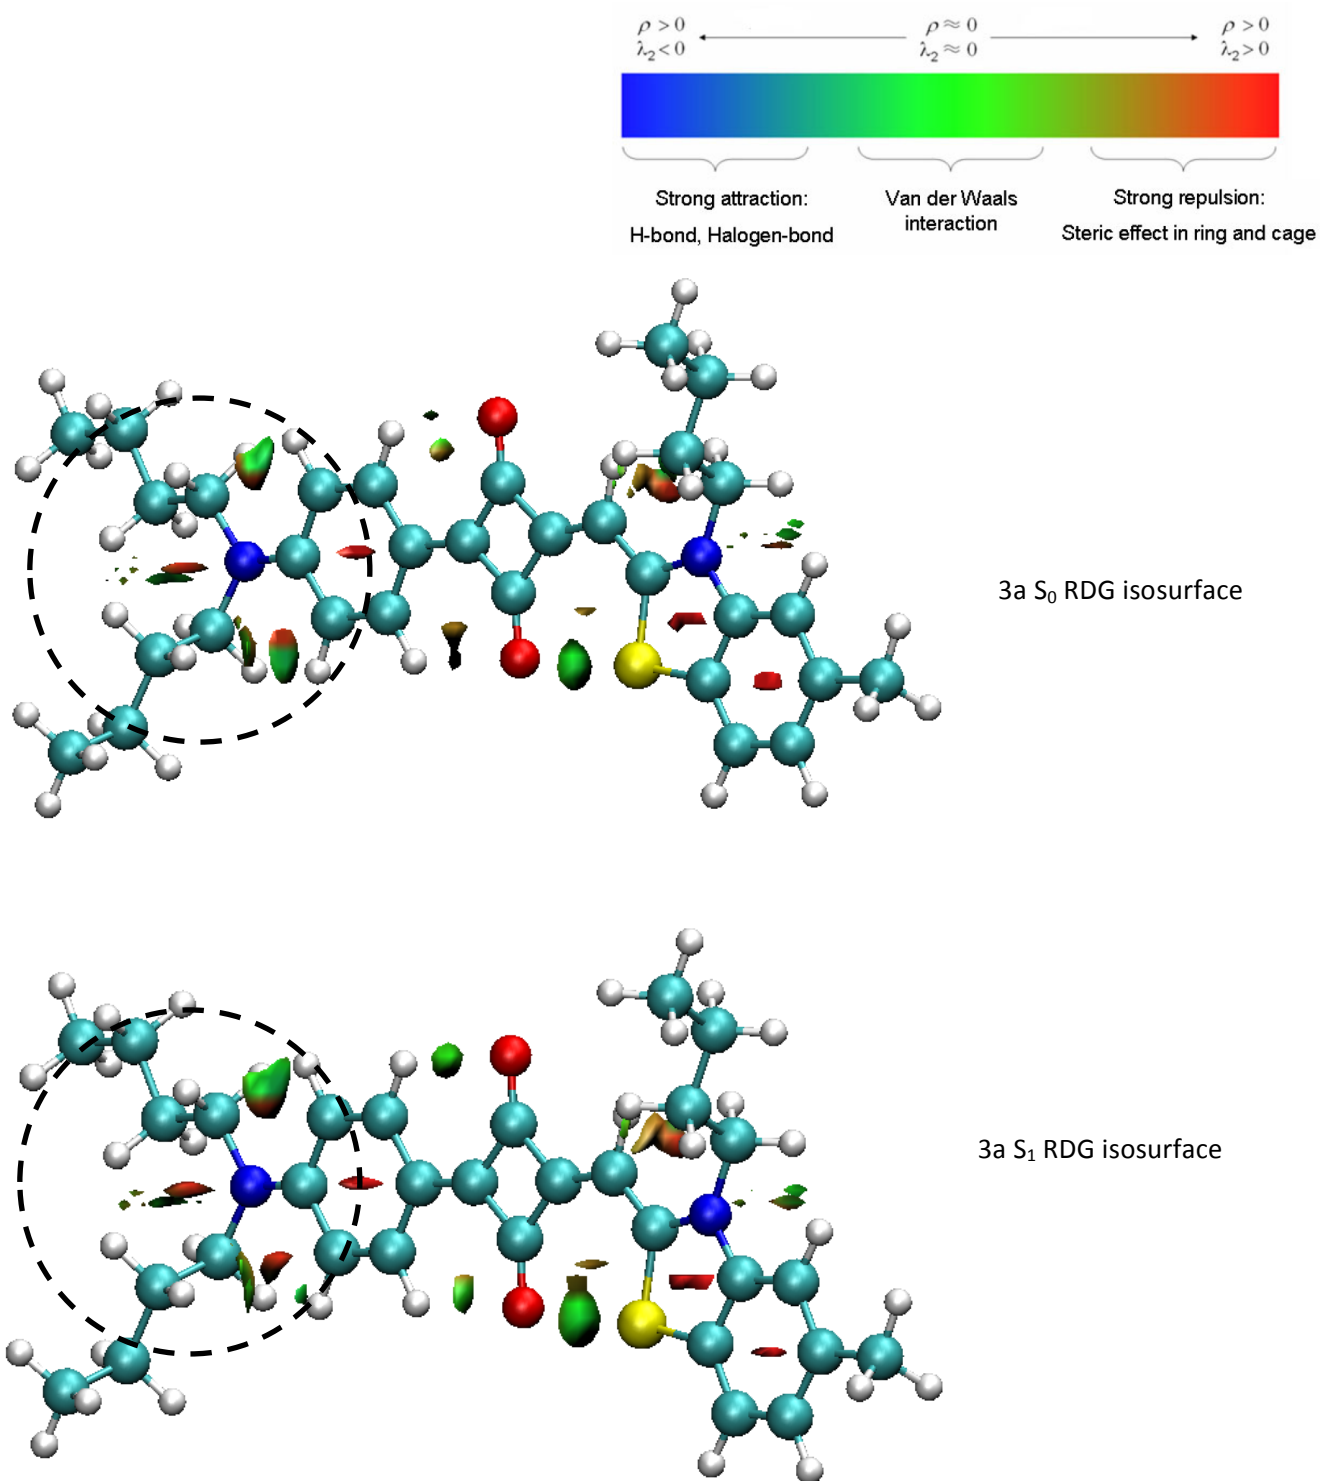 ρ > 0 ρ ≈ 0 ρ > 0
λ₂< 0 λ₂≈ 0 λ₂> 0
Strong attraction: Van der Waals Strong repulsion:
H-bond, Halogen-bond interaction Steric effect in ring and cage
3a S₀ RDG isosurface
3a S₁ RDG isosurface